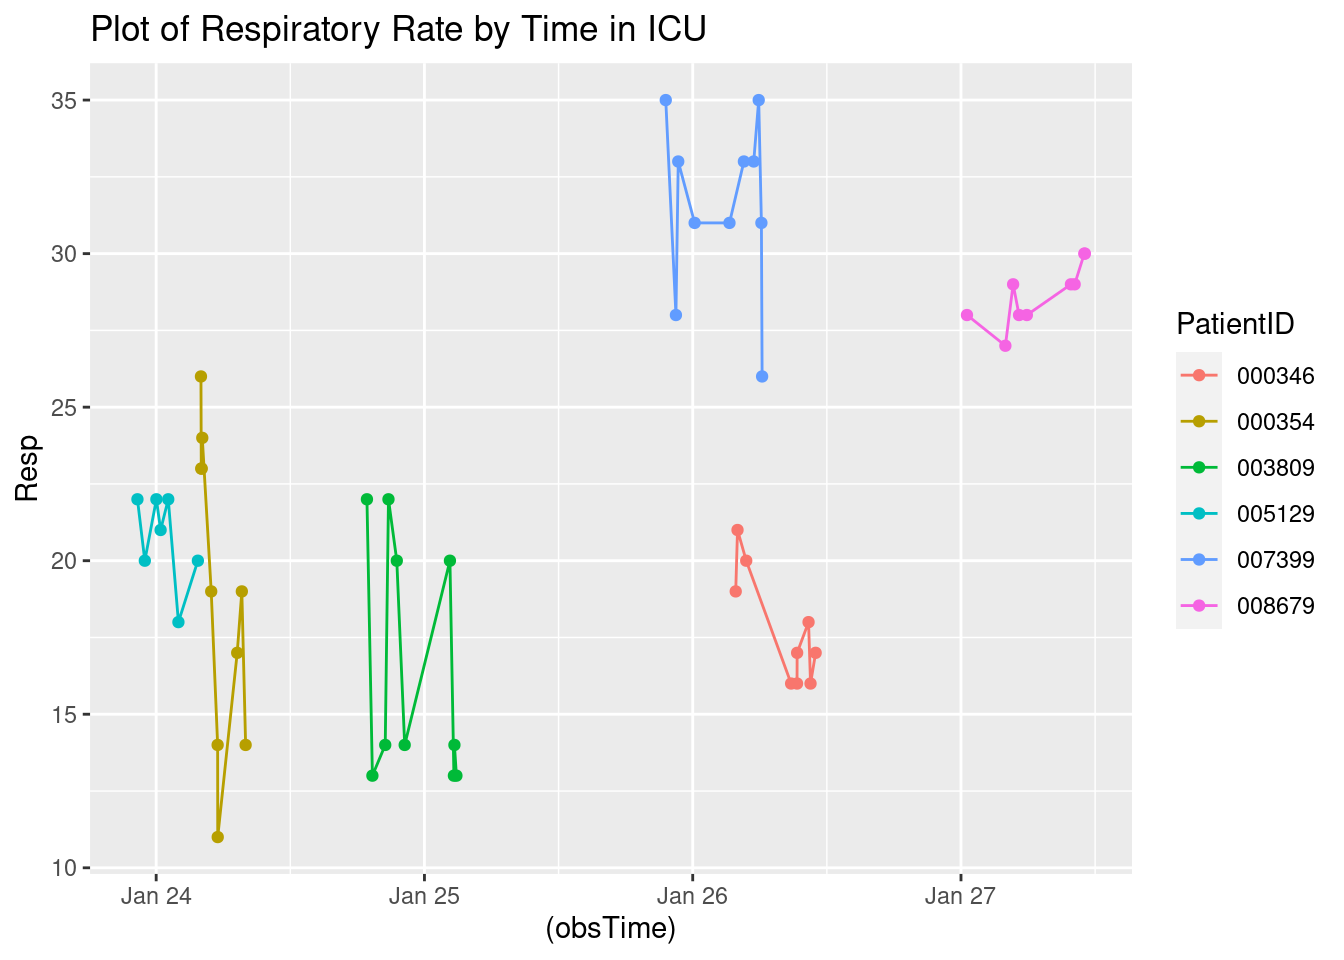 Plot of Respiratory Rate by Time in ICU
35
30
25
20
15
10
Resp
Jan 24 Jan 25 Jan 26 Jan 27
(obsTime)
PatientID
000346
000354
003809
005129
007399
008679